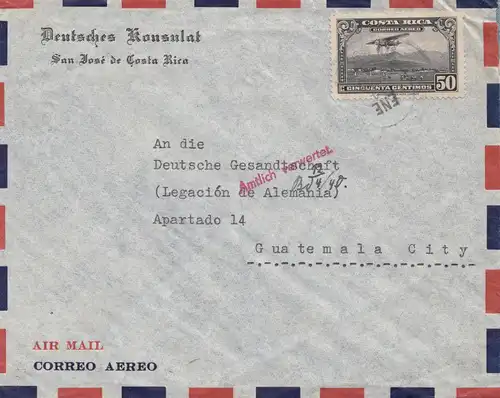 Deutsches Konsulat
San José de Costa Rica
COSTA RICA
CORREO AEREO
CINCUENTA CENTIMOS
50
ENE
An die
Deutsche Gesandtschaft
(Legación de Alemania)
Apartado 14
Guatemala City
Amtlich verwertet.
AIR MAIL
CORREO AEREO